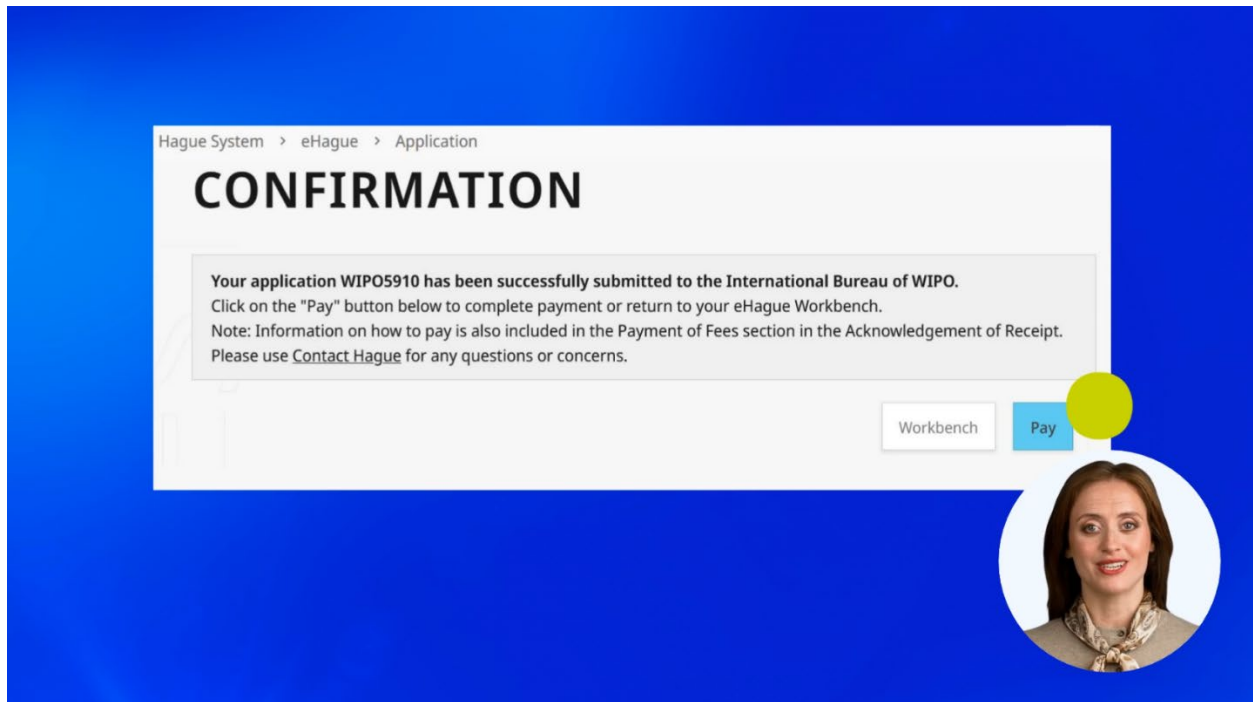 Hague System > eHague > Application
CONFIRMATION
Your application WIPO5910 has been successfully submitted to the International Bureau of WIPO.
Click on the "Pay" button below to complete payment or return to your eHague Workbench.
Note: Information on how to pay is also included in the Payment of Fees section in the Acknowledgement of Receipt.
Please use Contact Hague for any questions or concerns.
Workbench
Pay